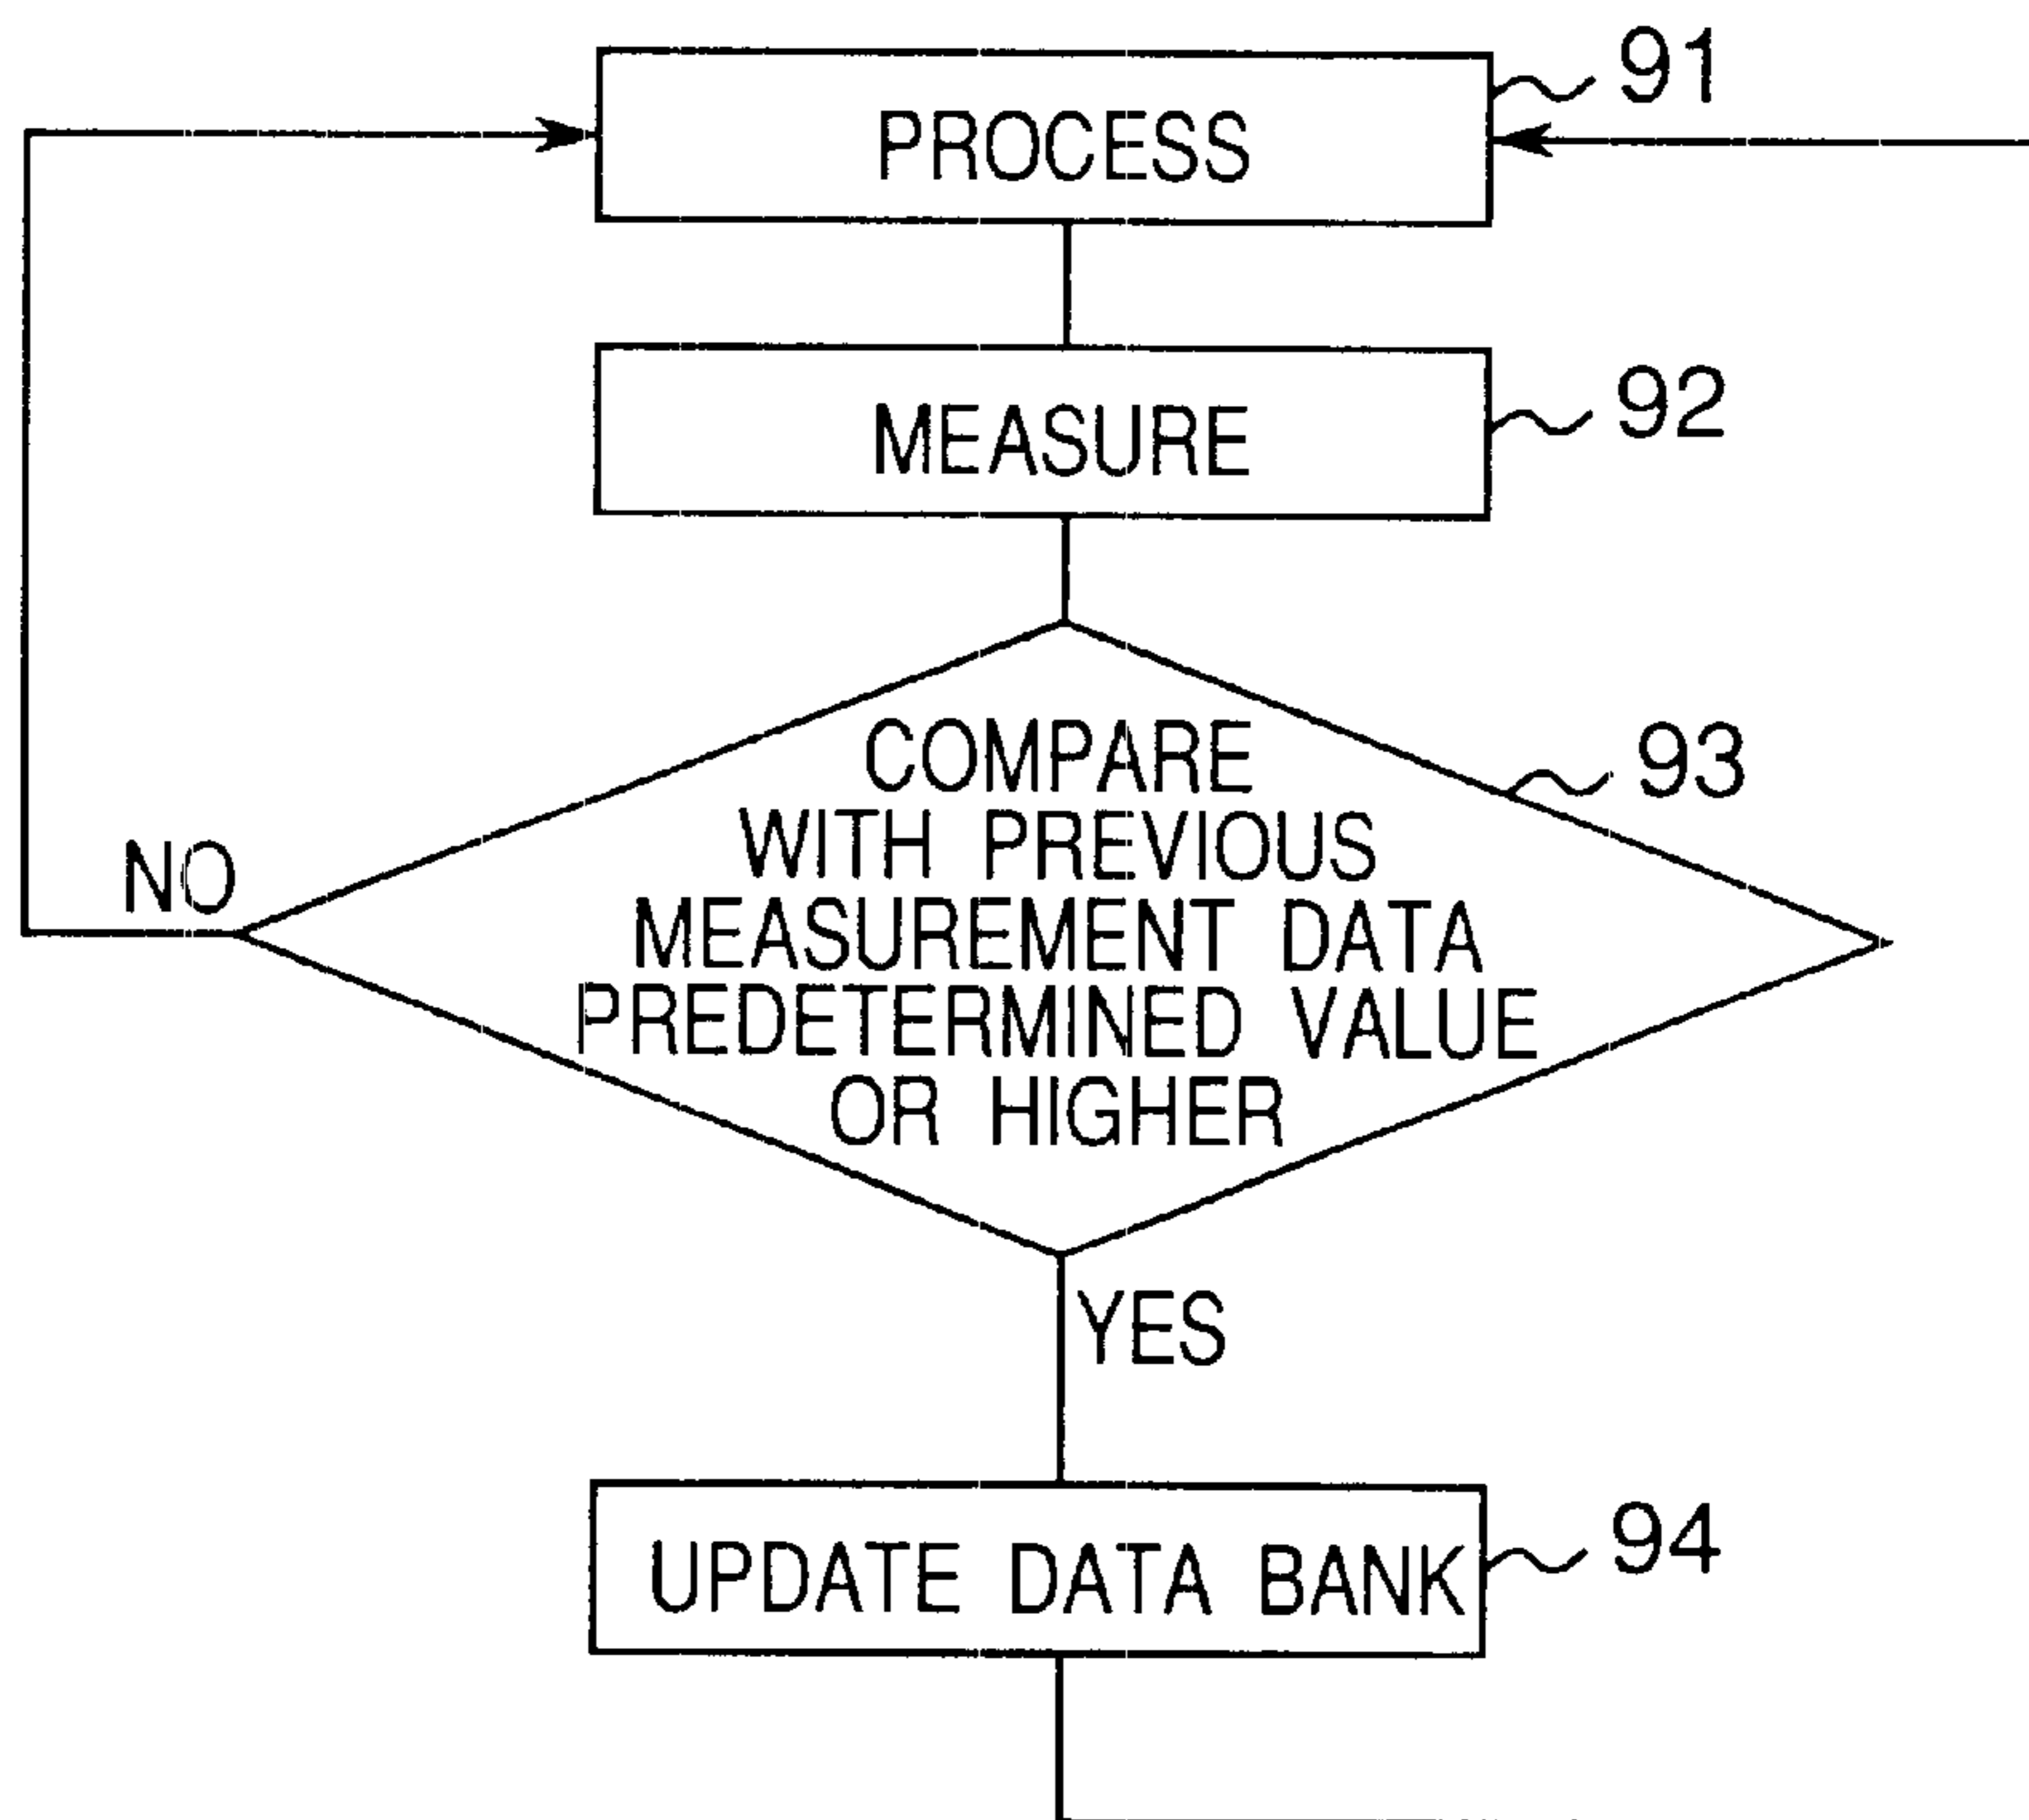 91
PROCESS
92
MEASURE
93
COMPARE
WITH PREVIOUS
MEASUREMENT DATA
PREDETERMINED VALUE
OR HIGHER
NO
YES
94
UPDATE DATA BANK